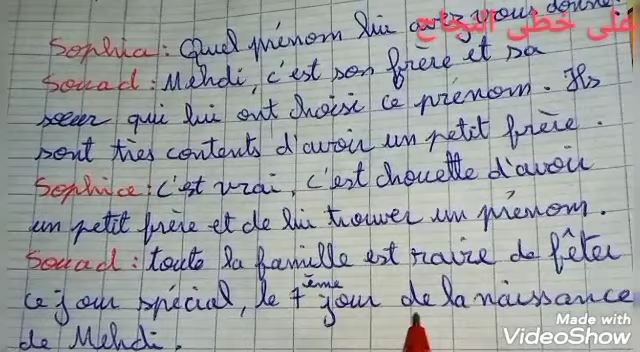 Sophia: Quel prénom lui avez vous donné
على خطى النجاح
Souad: Mehdi, c'est son frère et sa
sœur qui lui ont choisi ce prénom. Ils
sont très contents d'avoir un petit frère.
Sophia: c'est vrai, c'est chouette d'avoir
un petit frère et de lui trouver un prénom.
Souad: toute la famille est ravie de fêter
ce jour spécial, le 7ème jour de la naissance
de Mehdi.
Made with
VideoShow